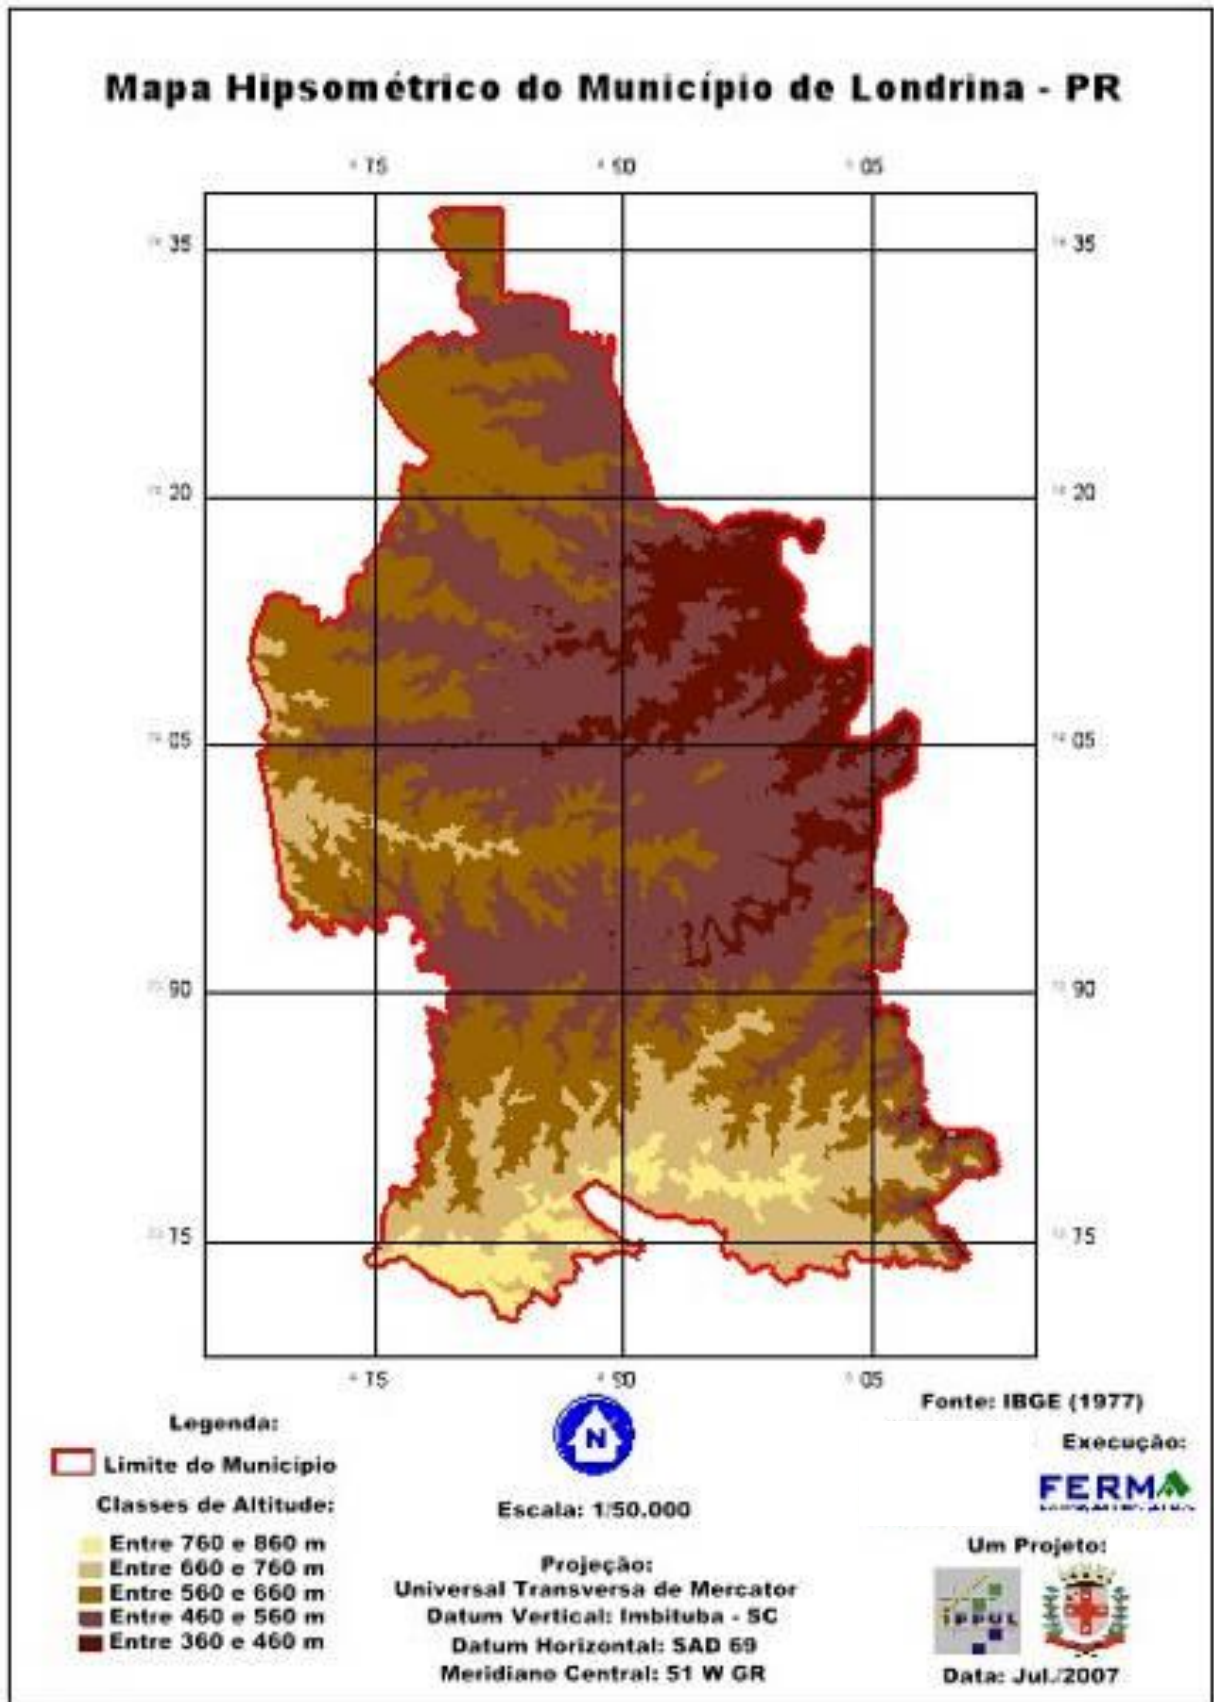 Mapa Hipsométrico do Município de Londrina - PR
75 90 05
35 35
20 20
05 05
90 90
75 75
75 90 05
Legenda:
Limite do Município
Classes de Altitude:
Entre 760 e 860 m
Entre 660 e 760 m
Entre 560 e 660 m
Entre 460 e 560 m
Entre 360 e 460 m
N
Escala: 1/50.000
Projeção:
Universal Transversa de Mercator
Datum Vertical: Imbituba - SC
Datum Horizontal: SAD 69
Meridiano Central: 51 W GR
Fonte: IBGE (1977)
Execução:
FERMA
Um Projeto:
IPPUL
Data: Jul./2007